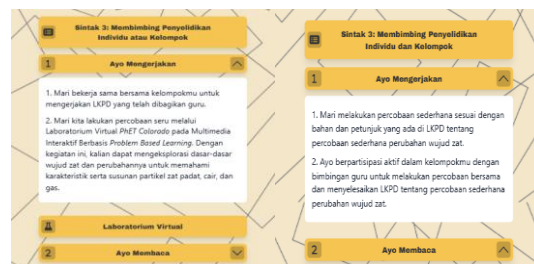 Sintak 3: Membimbing Penyelidikan
Individu atau Kelompok
1 Ayo Mengerjakan
1. Mari bekerja sama bersama kelompokmu untuk
mengerjakan LKPD yang telah dibagikan guru.
2. Mari kita lakukan percobaan seru melalui
Laboratorium Virtual PhET Colorado pada Multimedia
Interaktif Berbasis Problem Based Learning. Dengan
kegiatan ini, kalian dapat mengeksplorasi dasar-dasar
wujud zat dan perubahannya untuk memahami
karakteristik serta susunan partikel zat padat, cair, dan
gas.
Laboratorium Virtual
2 Ayo Membaca
Sintak 3: Membimbing Penyelidikan
Individu dan Kelompok
1 Ayo Mengerjakan
1. Mari melakukan percobaan sederhana sesuai dengan
bahan dan petunjuk yang ada di LKPD tentang
percobaan sederhana perubahan wujud zat.
2. Ayo berpartisipasi aktif dalam kelompokmu dengan
bimbingan guru untuk melakukan percobaan bersama
dan menyelesaikan LKPD tentang percobaan sederhana
perubahan wujud zat.
2 Ayo Membaca